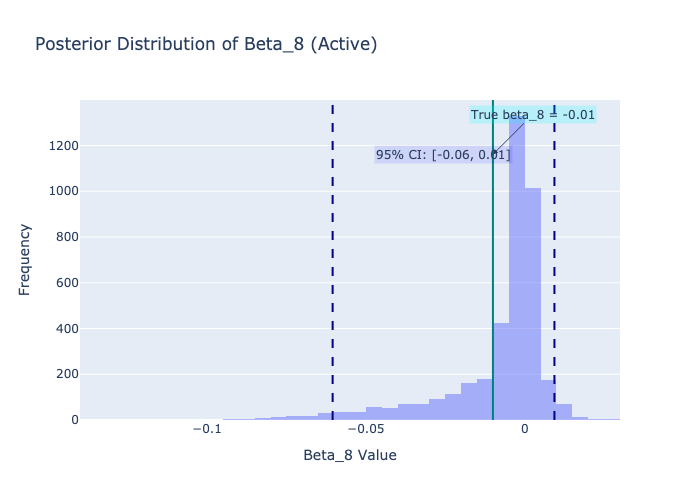 Posterior Distribution of Beta_8 (Active)
True beta_8 = -0.01
95% CI: [-0.06, 0.01]
1200
1000
800
600
400
200
0
−0.1
−0.05
0
Frequency
Beta_8 Value